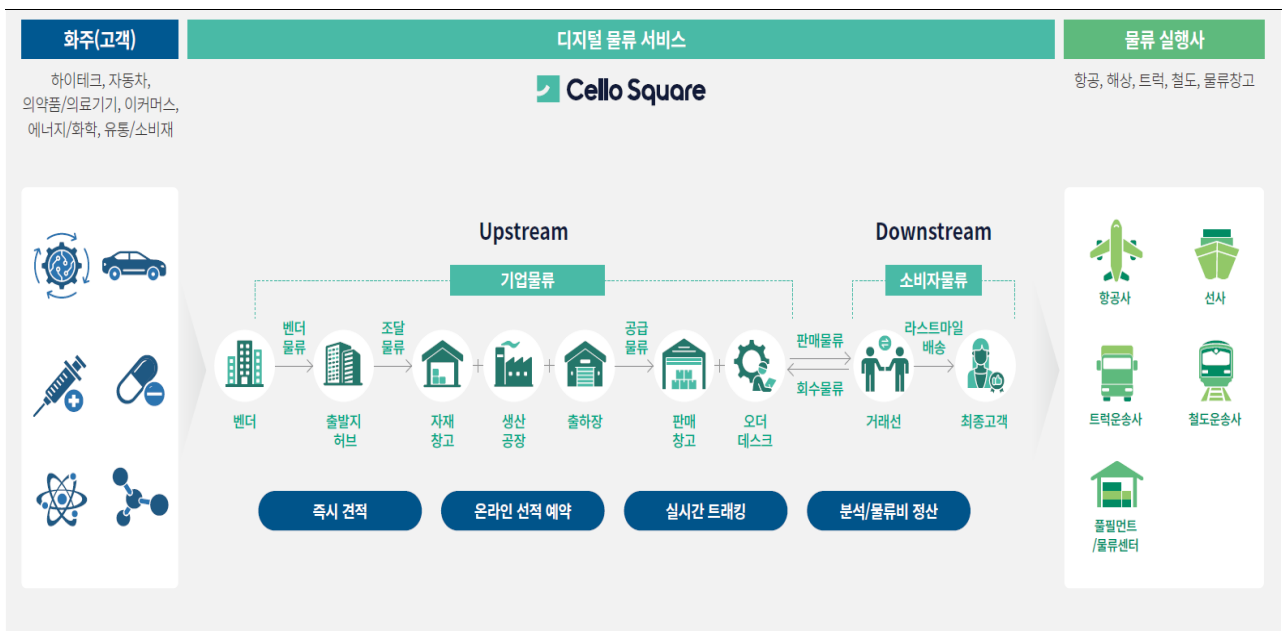 화주(고객)
디지털 물류 서비스
물류 실행사
하이테크, 자동차,
의약품/의료기기, 이커머스,
에너지/화학, 유통/소비재
Cello Square
항공, 해상, 트럭, 철도, 물류창고
Upstream
Downstream
기업물류
소비자물류
벤더
물류
조달
물류
공급
물류
판매물류
회수물류
라스트마일
배송
벤더
출발지
허브
자재
창고
생산
공장
출하장
판매
창고
오더
데스크
거래선
최종고객
즉시 견적
온라인 선적 예약
실시간 트래킹
분석/물류비 정산
항공사
선사
트럭운송사
철도운송사
풀필먼트
/물류센터